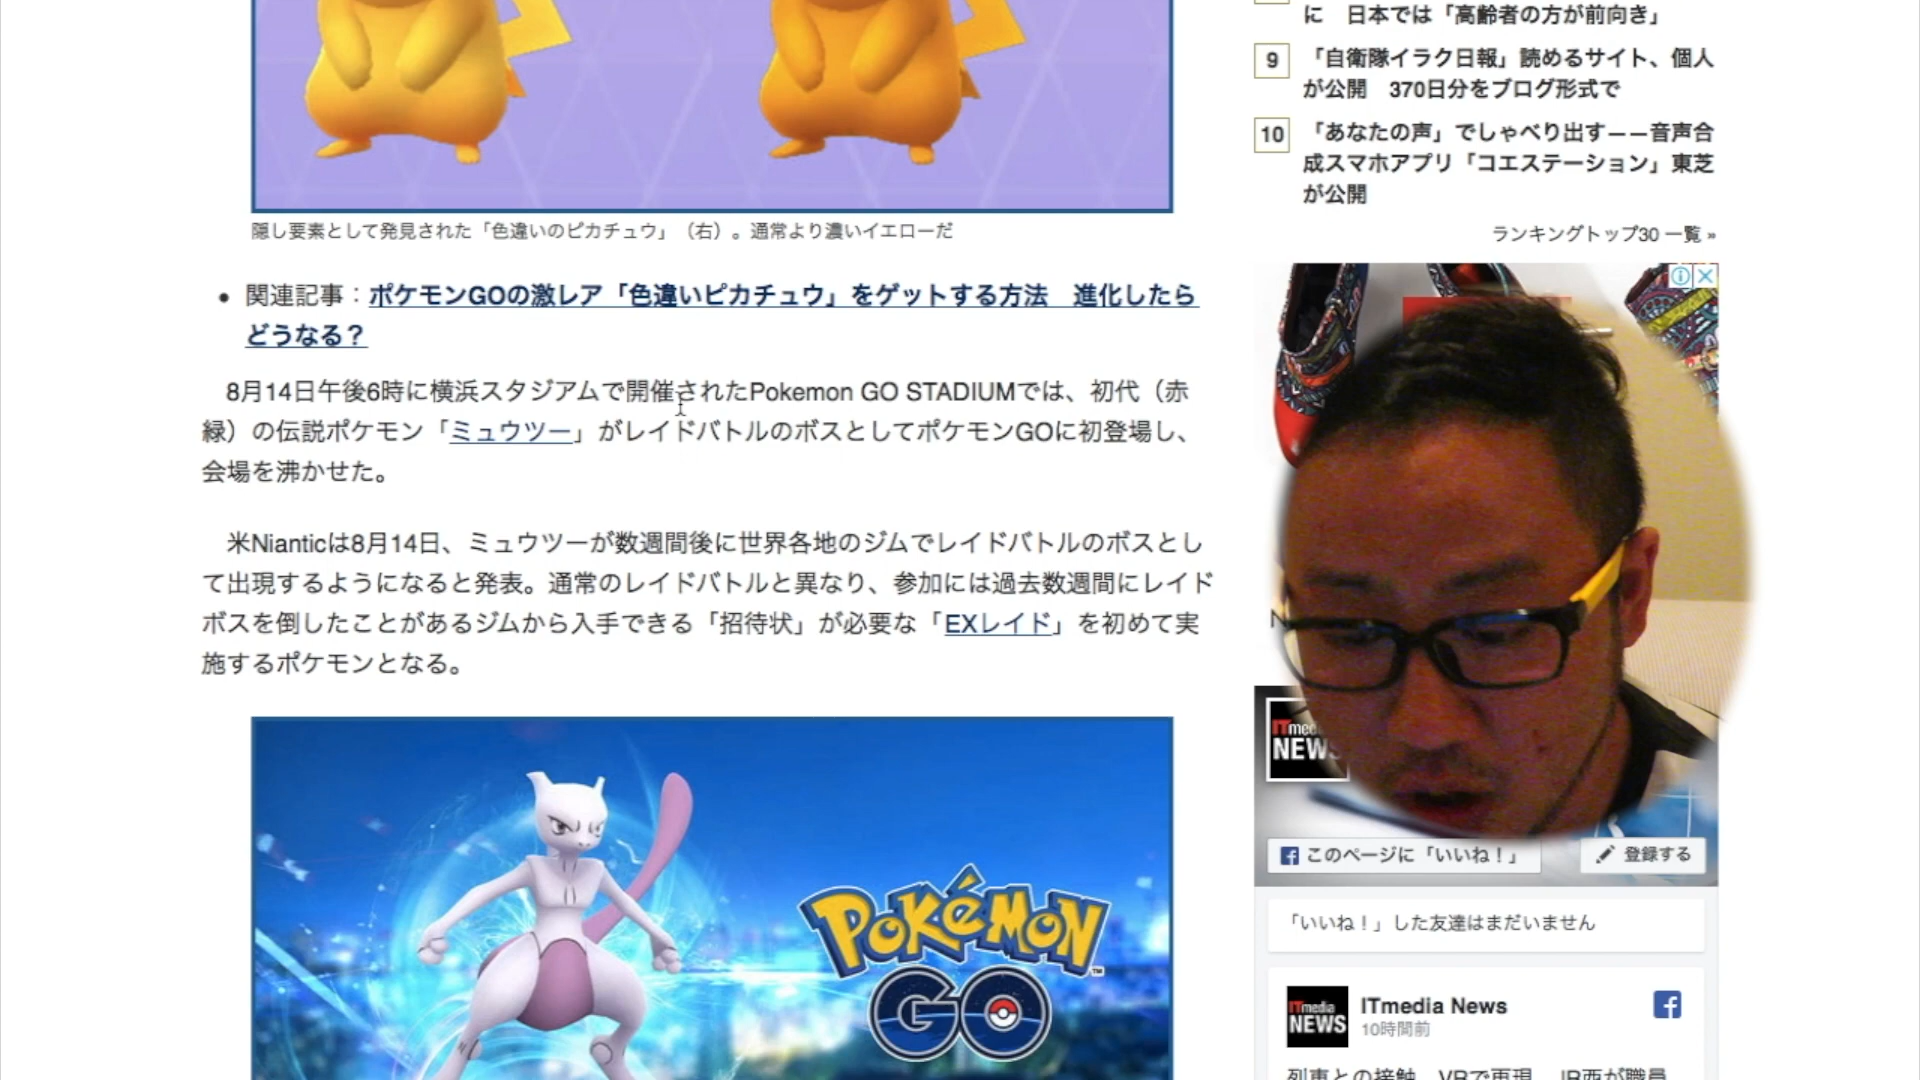 隠し要素として発見された「色違いのピカチュウ」（右）。通常より濃いイエローだ
関連記事：ポケモンGOの激レア「色違いピカチュウ」をゲットする方法　進化したら
どうなる？
8月14日午後6時に横浜スタジアムで開催されたPokemon GO STADIUMでは、初代（赤
緑）の伝説ポケモン「ミュウツー」がレイドバトルのボスとしてポケモンGOに初登場し、
会場を沸かせた。
米Nianticは8月14日、ミュウツーが数週間後に世界各地のジムでレイドバトルのボスとし
て出現するようになると発表。通常のレイドバトルと異なり、参加には過去数週間にレイド
ボスを倒したことがあるジムから入手できる「招待状」が必要な「EXレイド」を初めて実
施するポケモンとなる。
POKéMON
GO
に　日本では「高齢者の方が前向き」
9 「自衛隊イラク日報」読めるサイト、個人
が公開　370日分をブログ形式で
10 「あなたの声」でしゃべり出す——音声合
成スマホアプリ「コエステーション」東芝
が公開
ランキングトップ30 一覧 »
ITmedia
NEWS
このページに「いいね！」
登録する
「いいね！」した友達はまだいません
ITmedia
NEWS
ITmedia News
10時間前
列車との接触、VRで再現　JR西が職員